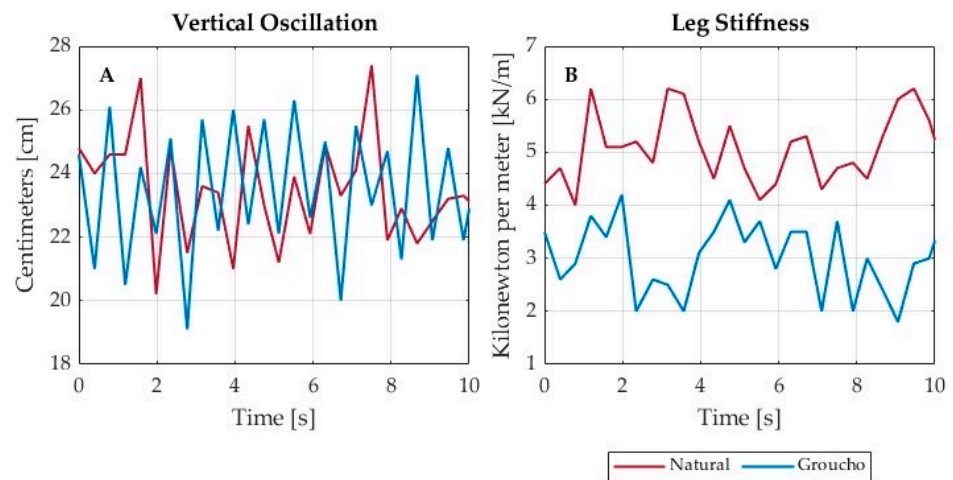 Vertical Oscillation
A
28
26
24
22
20
18
Centimeters [cm]
0 2 4 6 8 10
Time [s]
Leg Stiffness
B
7
6
5
4
3
2
1
Kilonewton per meter [kN/m]
0 2 4 6 8 10
Time [s]
Natural Groucho